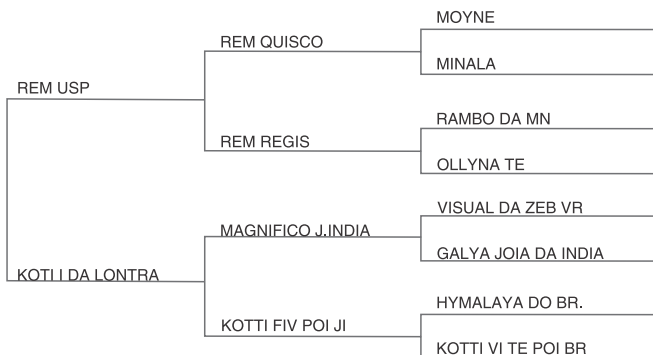 MOYNE
REM QUISCO
MINALA
REM USP
RAMBO DA MN
REM REGIS
OLLYNA TE
VISUAL DA ZEB VR
MAGNIFICO J.INDIA
GALYA JOIA DA INDIA
KOTI I DA LONTRA
HYMALAYA DO BR.
KOTTI FIV POI JI
KOTTI VI TE POI BR